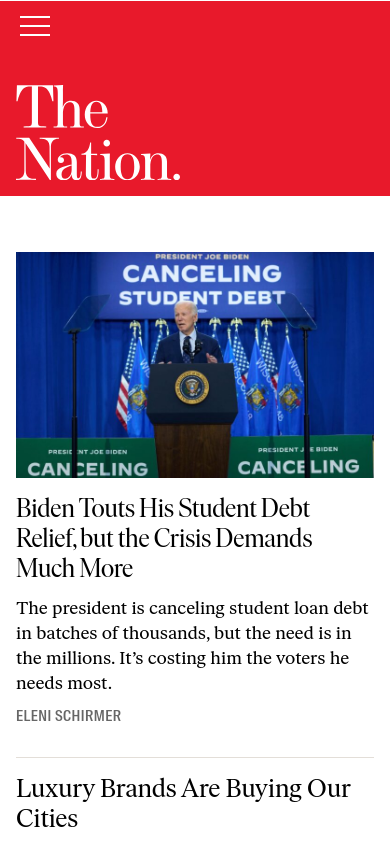 The
Nation.
PRESIDENT JOE BIDEN
CANCELING
STUDENT DEBT
PRESIDENT JOE BIDEN
CANCELING
PRESIDENT JOE BIDEN
CANCELING
Biden Touts His Student Debt
Relief, but the Crisis Demands
Much More
The president is canceling student loan debt
in batches of thousands, but the need is in
the millions. It’s costing him the voters he
needs most.
ELENI SCHIRMER
Luxury Brands Are Buying Our
Cities